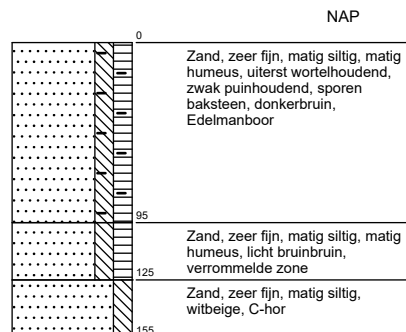 NAP
0
Zand, zeer fijn, matig siltig, matig
humeus, uiterst wortelhoudend,
zwak puinhoudend, sporen
baksteen, donkerbruin,
Edelmanboor
95
Zand, zeer fijn, matig siltig, matig
humeus, licht bruinbruin,
verrommelde zone
125
Zand, zeer fijn, matig siltig,
witbeige, C-hor
155